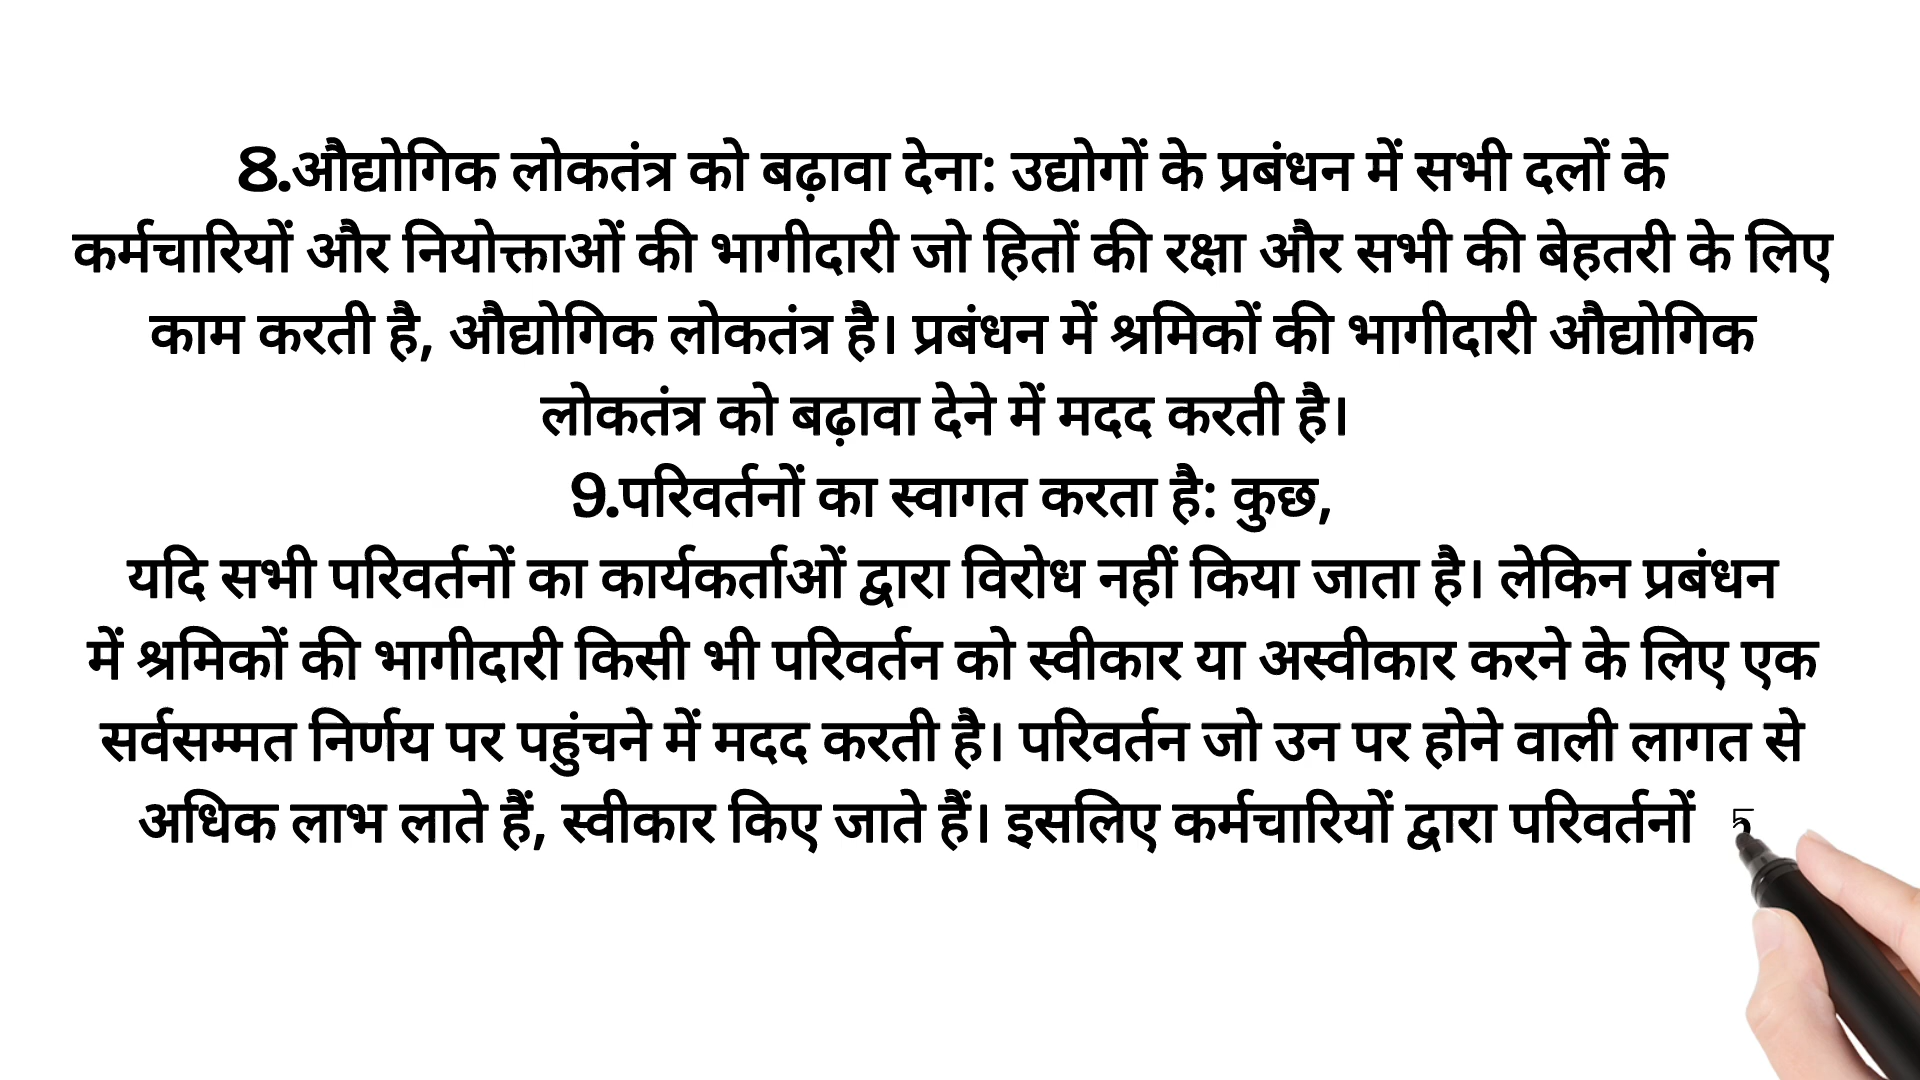 8.औद्योगिक लोकतंत्र को बढ़ावा देना: उद्योगों के प्रबंधन में सभी दलों के
कर्मचारियों और नियोक्ताओं की भागीदारी जो हितों की रक्षा और सभी की बेहतरी के लिए
काम करती है, औद्योगिक लोकतंत्र है। प्रबंधन में श्रमिकों की भागीदारी औद्योगिक
लोकतंत्र को बढ़ावा देने में मदद करती है।
9.परिवर्तनों का स्वागत करता है: कुछ,
यदि सभी परिवर्तनों का कार्यकर्ताओं द्वारा विरोध नहीं किया जाता है। लेकिन प्रबंधन
में श्रमिकों की भागीदारी किसी भी परिवर्तन को स्वीकार या अस्वीकार करने के लिए एक
सर्वसम्मत निर्णय पर पहुंचने में मदद करती है। परिवर्तन जो उन पर होने वाली लागत से
अधिक लाभ लाते हैं, स्वीकार किए जाते हैं। इसलिए कर्मचारियों द्वारा परिवर्तनों